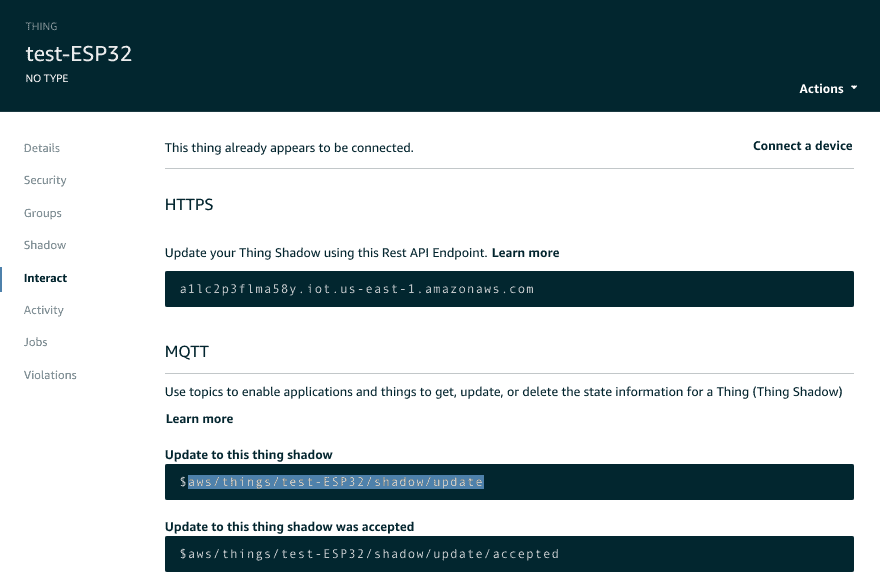 THING
test-ESP32
NO TYPE
Actions
Details
Security
Groups
Shadow
Interact
Activity
Jobs
Violations
This thing already appears to be connected.
Connect a device
HTTPS
Update your Thing Shadow using this Rest API Endpoint. Learn more
a1lc2p3flma58y.iot.us-east-1.amazonaws.com
MQTT
Use topics to enable applications and things to get, update, or delete the state information for a Thing (Thing Shadow)
Learn more
Update to this thing shadow
$aws/things/test-ESP32/shadow/update
Update to this thing shadow was accepted
$aws/things/test-ESP32/shadow/update/accepted